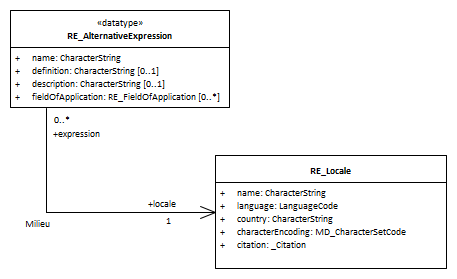 «datatype»
RE_AlternativeExpression
+ name: CharacterString
+ definition: CharacterString [0..1]
+ description: CharacterString [0..1]
+ fieldOfApplication: RE_FieldOfApplication [0..*]
0..*
+expression
RE_Locale
+ name: CharacterString
+ language: LanguageCode
+ country: CharacterString
+ characterEncoding: MD_CharacterSetCode
+ citation: _Citation
+locale
1
Milieu